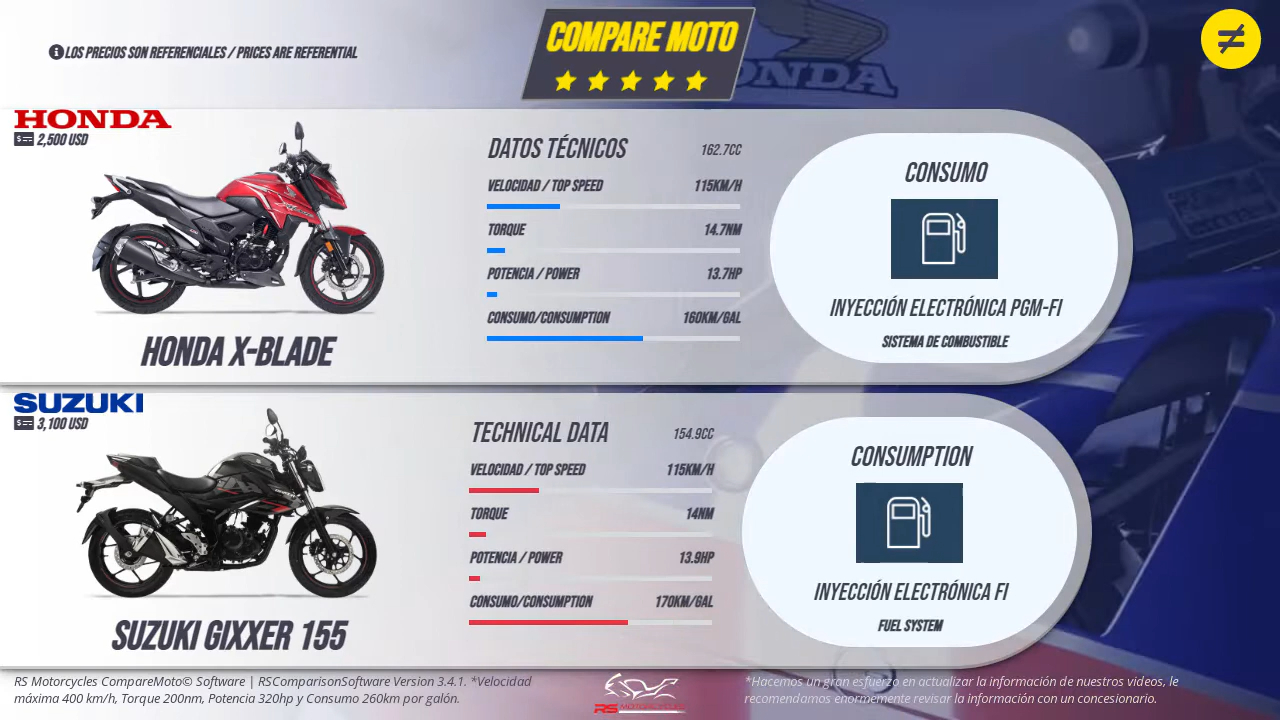 LOS PRECIOS SON REFERENCIALES / PRICES ARE REFERENTIAL
COMPARE MOTO
HONDA
HONDA
2,500 USD
DATOS TÉCNICOS 162.7CC
VELOCIDAD / TOP SPEED 115KM/H
TORQUE 14.7NM
POTENCIA / POWER 13.7HP
CONSUMO/CONSUMPTION 160KM/GAL
CONSUMO
INYECCIÓN ELECTRÓNICA PGM-FI
SISTEMA DE COMBUSTIBLE
HONDA X-BLADE
SUZUKI
3,100 USD
TECHNICAL DATA 154.9CC
VELOCIDAD / TOP SPEED 115KM/H
TORQUE 14NM
POTENCIA / POWER 13.9HP
CONSUMO/CONSUMPTION 170KM/GAL
CONSUMPTION
INYECCIÓN ELECTRÓNICA FI
FUEL SYSTEM
SUZUKI GIXXER 155
RS Motorcycles CompareMoto© Software | RSComparisonSoftware Version 3.4.1. *Velocidad
máxima 400 km/h, Torque 200nm, Potencia 320hp y Consumo 260km por galón.
RS MOTORCYCLES
*Hacemos un gran esfuerzo en actualizar la información de nuestros videos, le
recomendamos enormemente revisar la información con un concesionario.